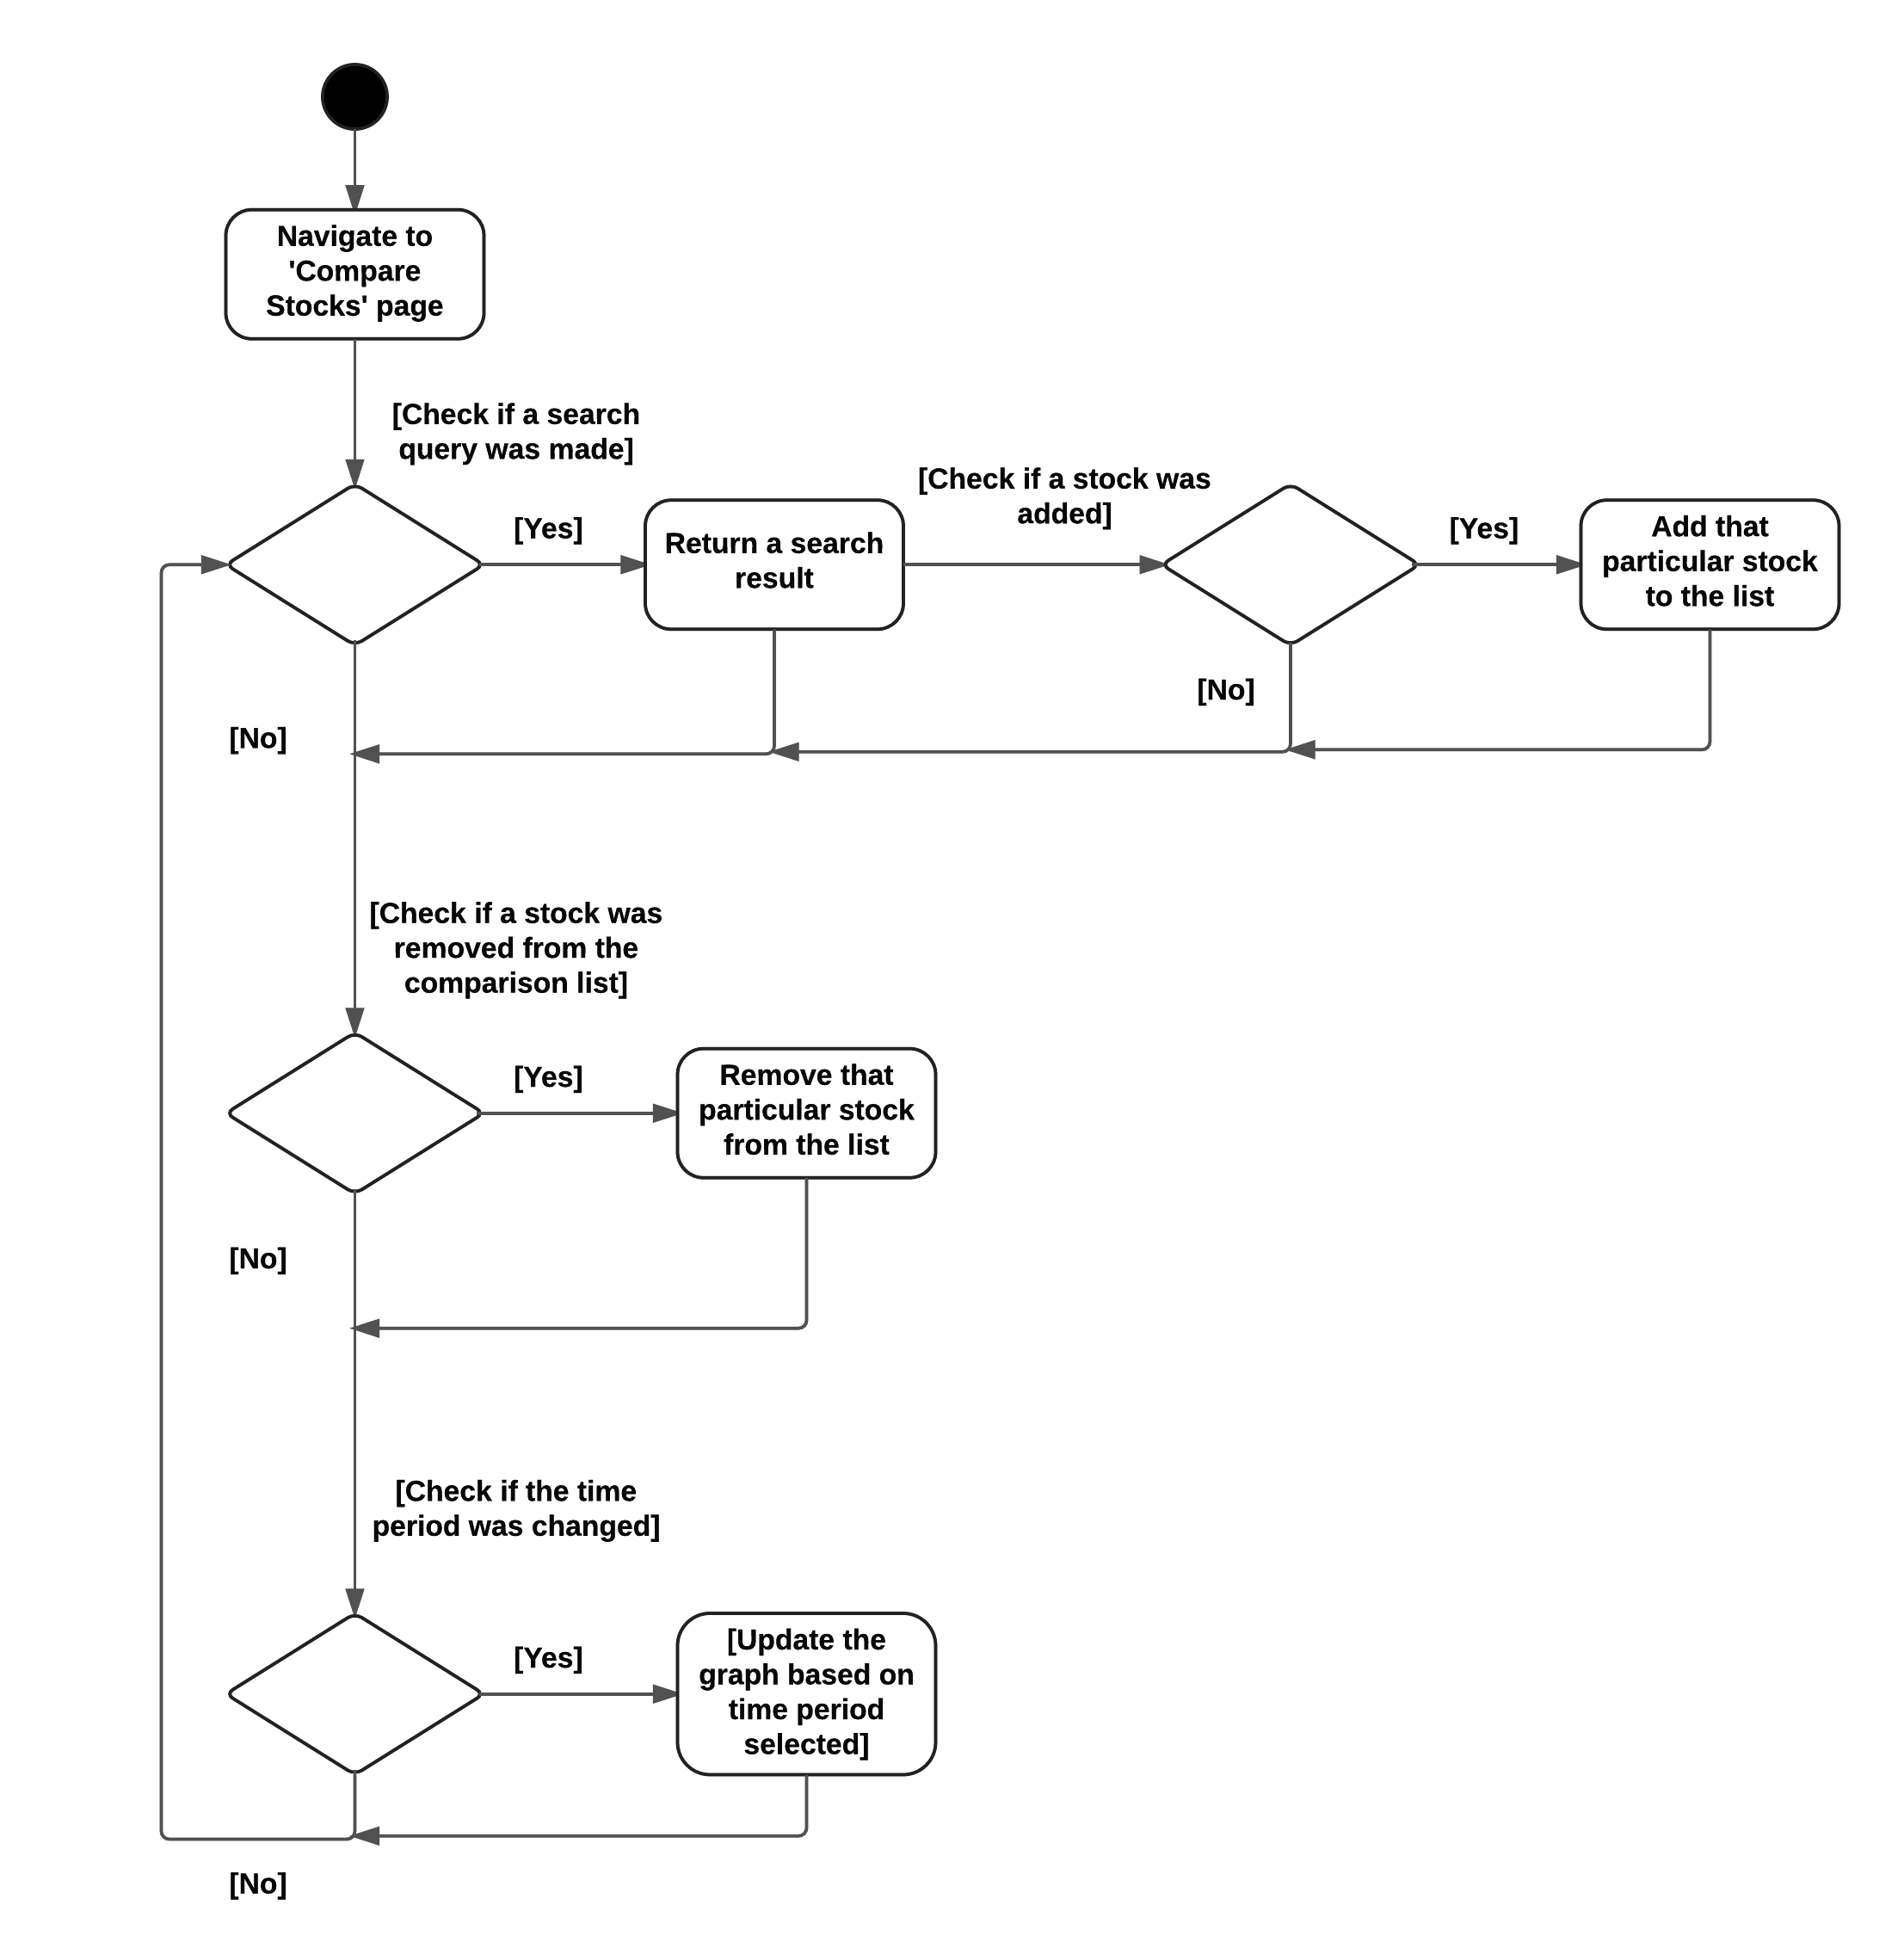 Navigate to
'Compare
Stocks' page
[Check if a search
query was made]
[Yes]
Return a search
result
[Check if a stock was
added]
[Yes]
Add that
particular stock
to the list
[No]
[No]
[Check if a stock was
removed from the
comparison list]
[Yes]
Remove that
particular stock
from the list
[No]
[Check if the time
period was changed]
[Yes]
[Update the
graph based on
time period
selected]
[No]